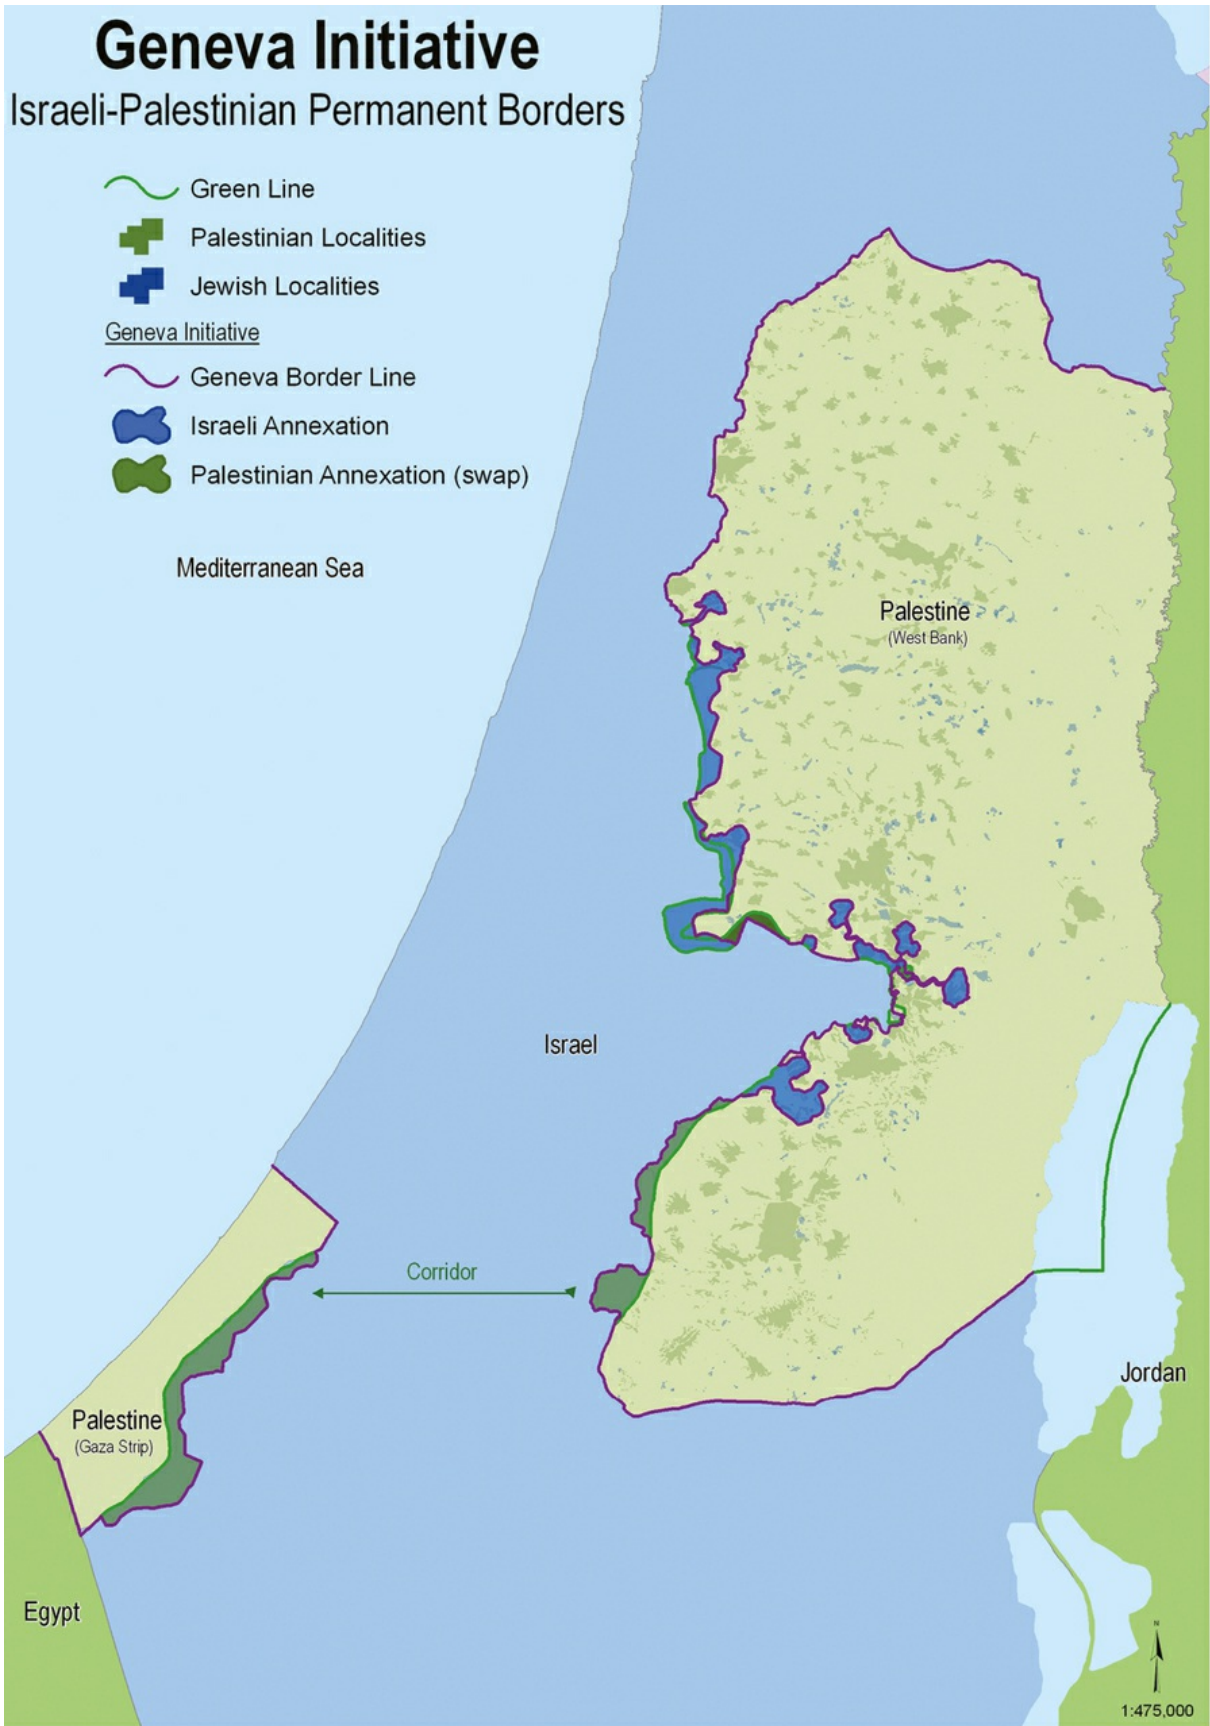 Geneva Initiative
Israeli-Palestinian Permanent Borders
Green Line
Palestinian Localities
Jewish Localities
Geneva Initiative
Geneva Border Line
Israeli Annexation
Palestinian Annexation (swap)
Mediterranean Sea
Palestine
(West Bank)
Israel
Corridor
Palestine
(Gaza Strip)
Jordan
Egypt
N
1:475,000